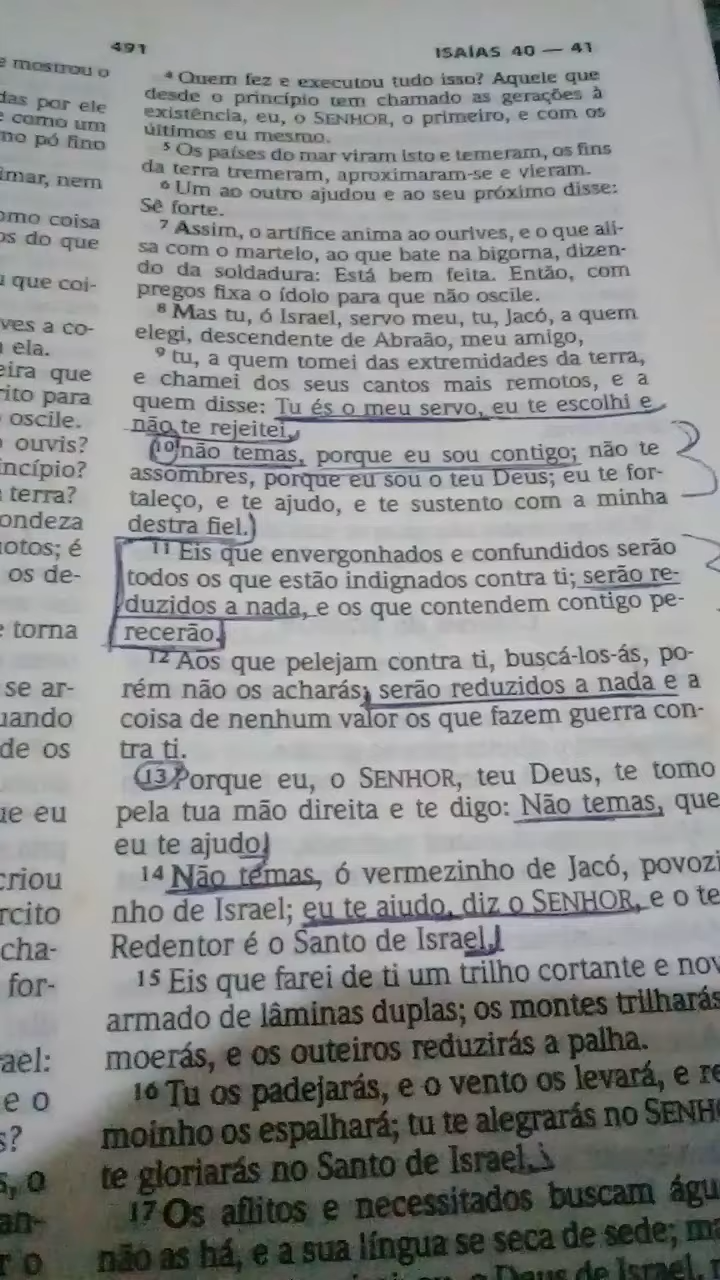 491
ISAÍAS 40 — 41
mostrou o
das por ele
como um
no pó fino
imar, nem
omo coisa
os do que
que coi-
ves a co-
ela.
eira que
rito para
oscile.
ouvis?
incípio?
terra?
ondeza
notos; é
os de-
torna
se ar-
uando
de os
ue eu
criou
rcito
cha-
for-
ael:
e o
s?
s, o
an-
r o
4 Quem fez e executou tudo isso? Aquele que
desde o princípio tem chamado as gerações à
existência, eu, o SENHOR, o primeiro, e com os
últimos eu mesmo.
5 Os países do mar viram isto e temeram, os fins
da terra tremeram, aproximaram-se e vieram.
6 Um ao outro ajudou e ao seu próximo disse:
Sê forte.
7 Assim, o artífice anima ao ourives, e o que ali-
sa com o martelo, ao que bate na bigorna, dizen-
do da soldadura: Está bem feita. Então, com
pregos fixa o ídolo para que não oscile.
8 Mas tu, ó Israel, servo meu, tu, Jacó, a quem
elegi, descendente de Abraão, meu amigo,
9 tu, a quem tomei das extremidades da terra,
e chamei dos seus cantos mais remotos, e a
quem disse: Tu és o meu servo, eu te escolhi e
não te rejeitei,
10 não temas, porque eu sou contigo; não te
assombres, porque eu sou o teu Deus; eu te for-
taleço, e te ajudo, e te sustento com a minha
destra fiel.
11 Eis que envergonhados e confundidos serão
todos os que estão indignados contra ti; serão re-
duzidos a nada, e os que contendem contigo pe-
recerão.
12 Aos que pelejam contra ti, buscá-los-ás, po-
rém não os acharás; serão reduzidos a nada e a
coisa de nenhum valor os que fazem guerra con-
tra ti.
13 Porque eu, o SENHOR, teu Deus, te tomo
pela tua mão direita e te digo: Não temas, que
eu te ajudo.
14 Não temas, ó vermezinho de Jacó, povozi
nho de Israel; eu te ajudo, diz o SENHOR, e o te
Redentor é o Santo de Israel.
15 Eis que farei de ti um trilho cortante e nov
armado de lâminas duplas; os montes trilharás
moerás, e os outeiros reduzirás a palha.
16 Tu os padejarás, e o vento os levará, e re
moinho os espalhará; tu te alegrarás no SENH
te gloriarás no Santo de Israel.
17 Os aflitos e necessitados buscam águ
não as há, e a sua língua se seca de sede; ma
o Deus de Israel,